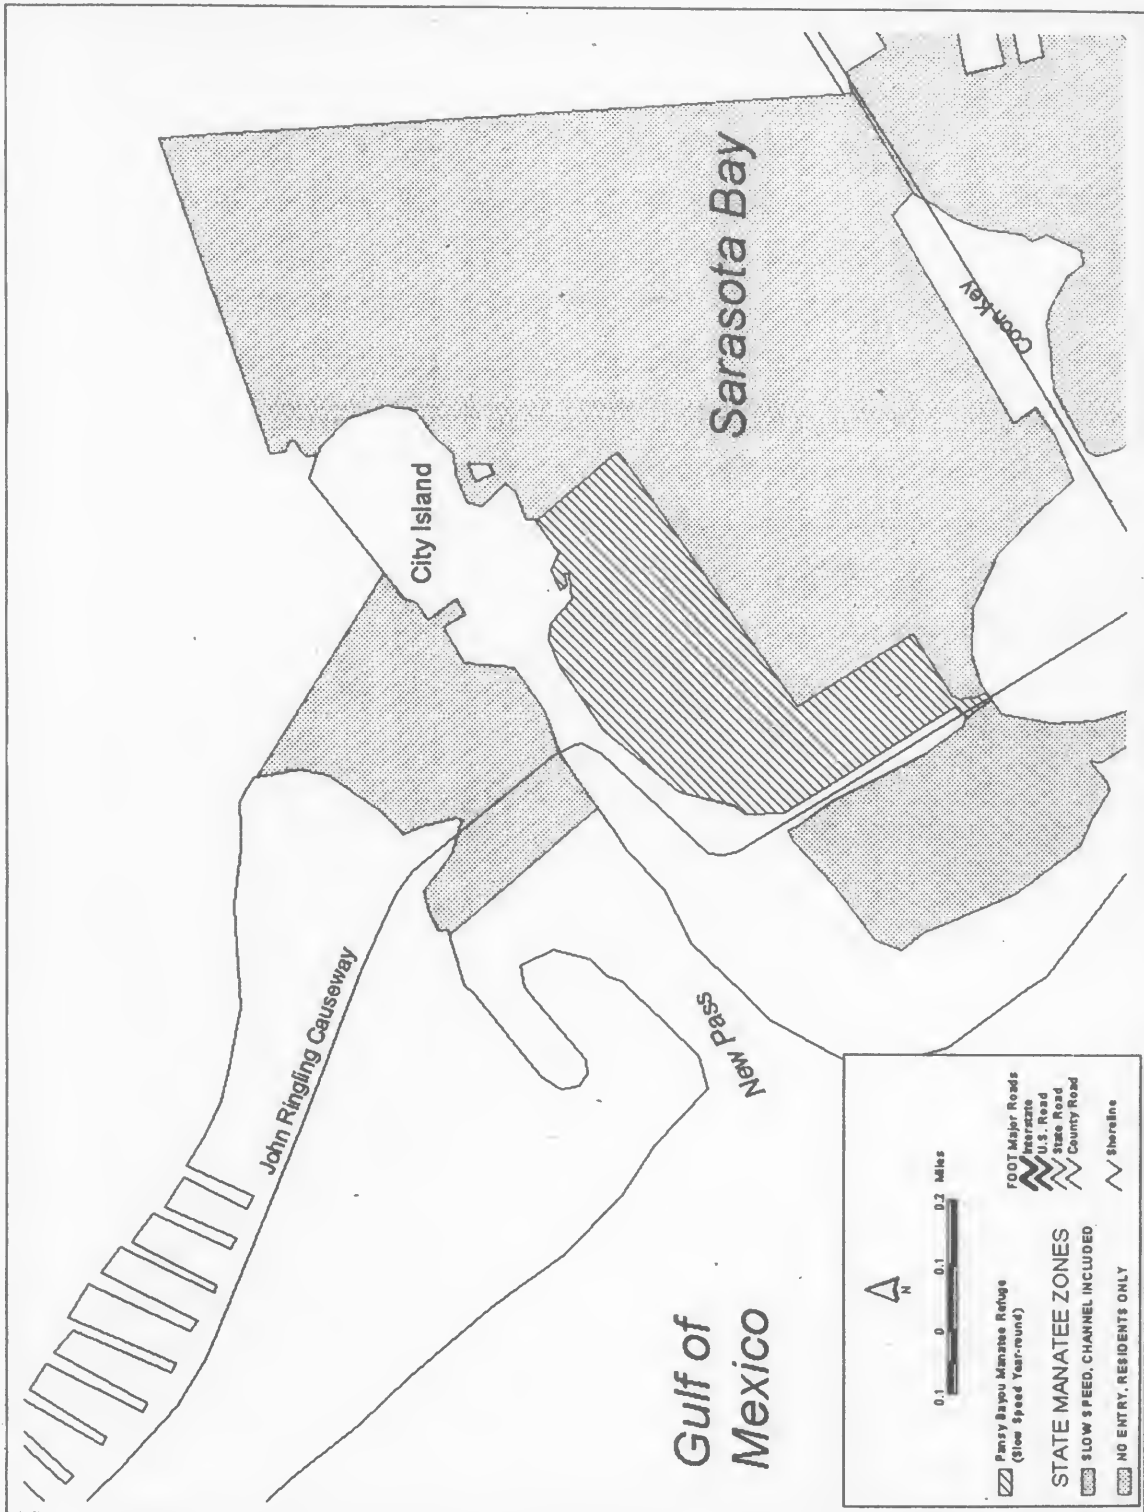 Sarasota Bay
Coon Key
City Island
John Ringling Causeway
New Pass
Gulf of
Mexico
N
0.1 0 0.1 0.2 Miles
Pansy Bayou Manatee Refuge
(Slow Speed Year-round)
STATE MANATEE ZONES
SLOW SPEED, CHANNEL INCLUDED
NO ENTRY, RESIDENTS ONLY
FDOT Major Roads
Interstate
U.S. Road
State Road
County Road
Shoreline